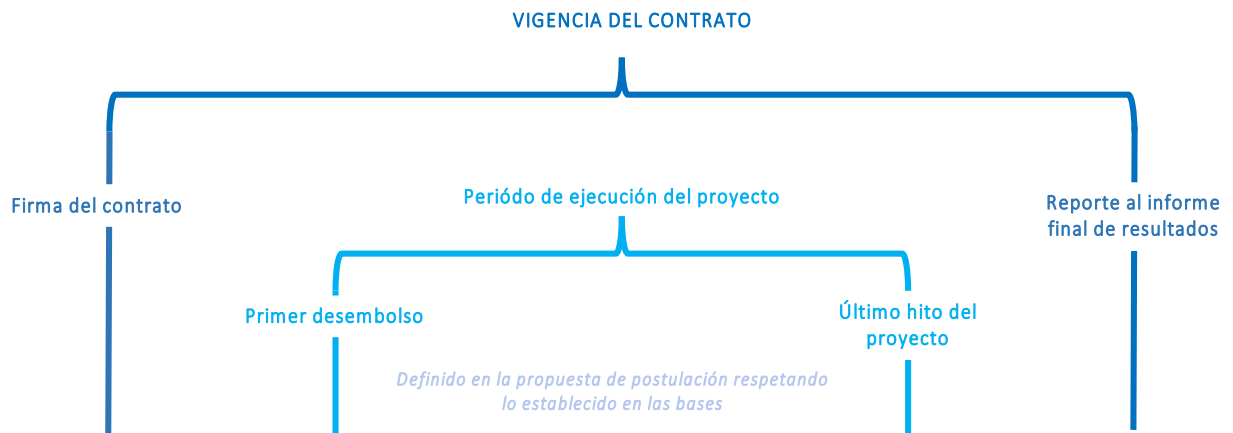 VIGENCIA DEL CONTRATO
Periódo de ejecución del proyecto
Firma del contrato
Reporte al informe
final de resultados
Primer desembolso
Último hito del
proyecto
Definido en la propuesta de postulación respetando
lo establecido en las bases